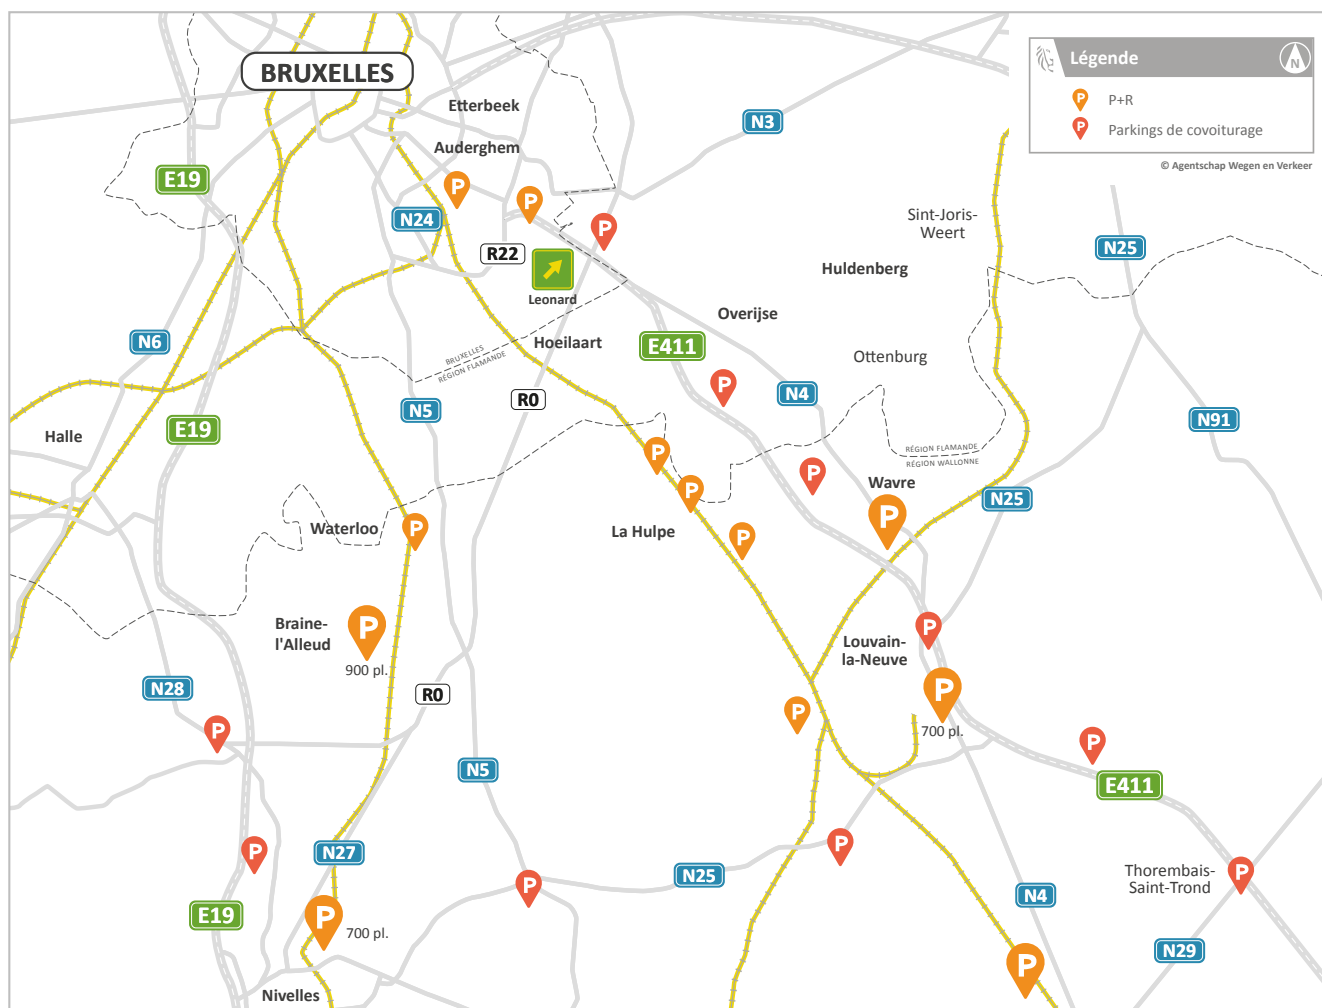 BRUXELLES
Légende
N
P P+R
P Parkings de covoiturage
© Agentschap Wegen en Verkeer
Etterbeek
N3
Auderghem
E19
P
P
N24
P
Sint-Joris-
Weert
N25
R22
Leonard
Huldenberg
Overijse
N6
Hoeilaart
E411
BRUXELLES
RÉGION FLAMANDE
Ottenburg
P
N4
R0
N5
N91
E19
Halle
RÉGION FLAMANDE
RÉGION WALLONNE
P
P
P
Wavre
P
N25
P
Waterloo
P
La Hulpe
P
Braine-
l'Alleud
P
900 pl.
P
Louvain-
la-Neuve
N28
R0
P
700 pl.
P
P
P
N5
E411
P
N27
P
N25
P
Thorembais-
Saint-Trond
P
P
N4
E19
P
700 pl.
N29
P
Nivelles